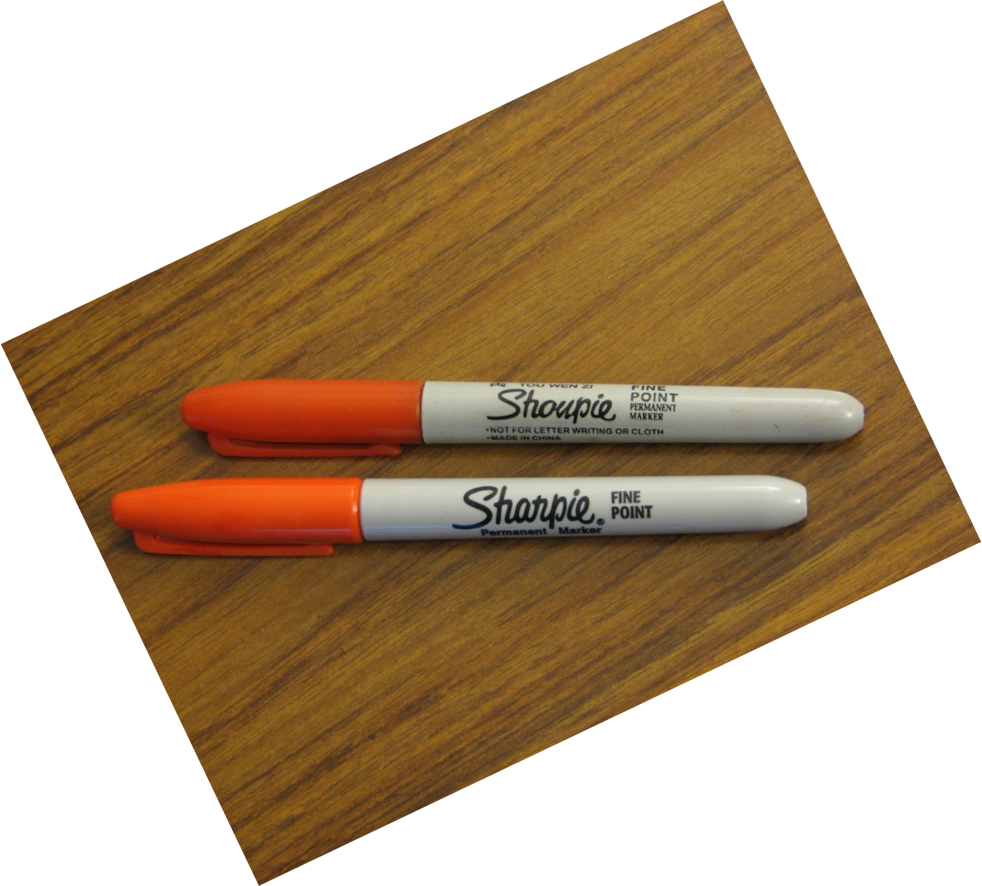 YOU WEN ZI
Shoupie
FINE
POINT
PERMANENT
MARKER
•NOT FOR LETTER WRITING OR CLOTH
•MADE IN CHINA
Sharpie®
FINE
POINT
Permanent Marker